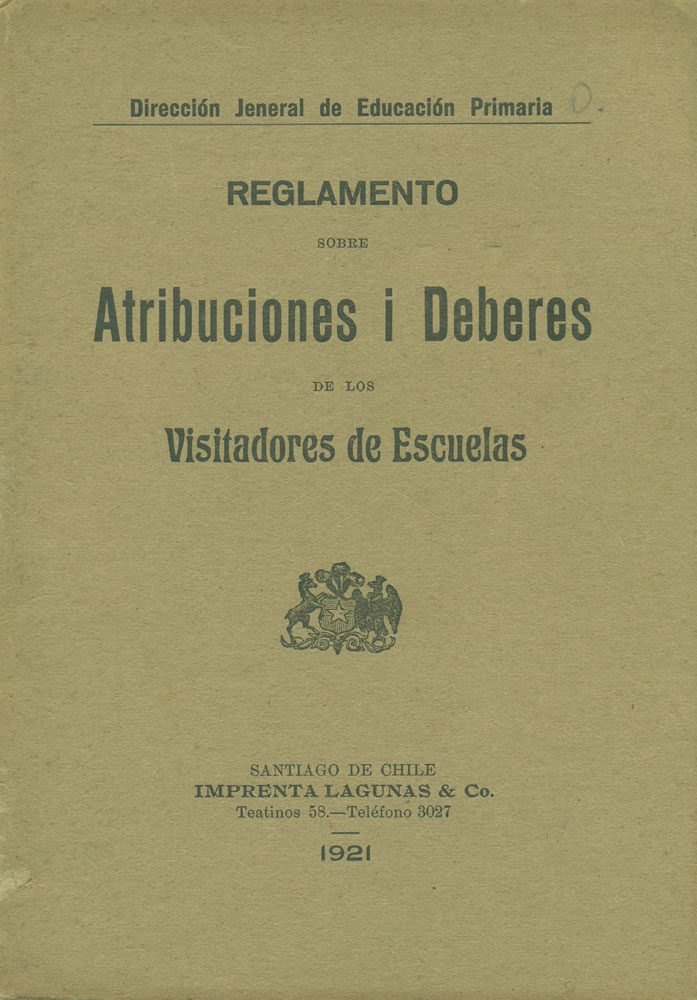 Dirección Jeneral de Educación Primaria
REGLAMENTO
SOBRE
Atribuciones i Deberes
DE LOS
Visitadores de Escuelas
SANTIAGO DE CHILE
IMPRENTA LAGUNAS & Co.
Teatinos 58.—Teléfono 3027
1921